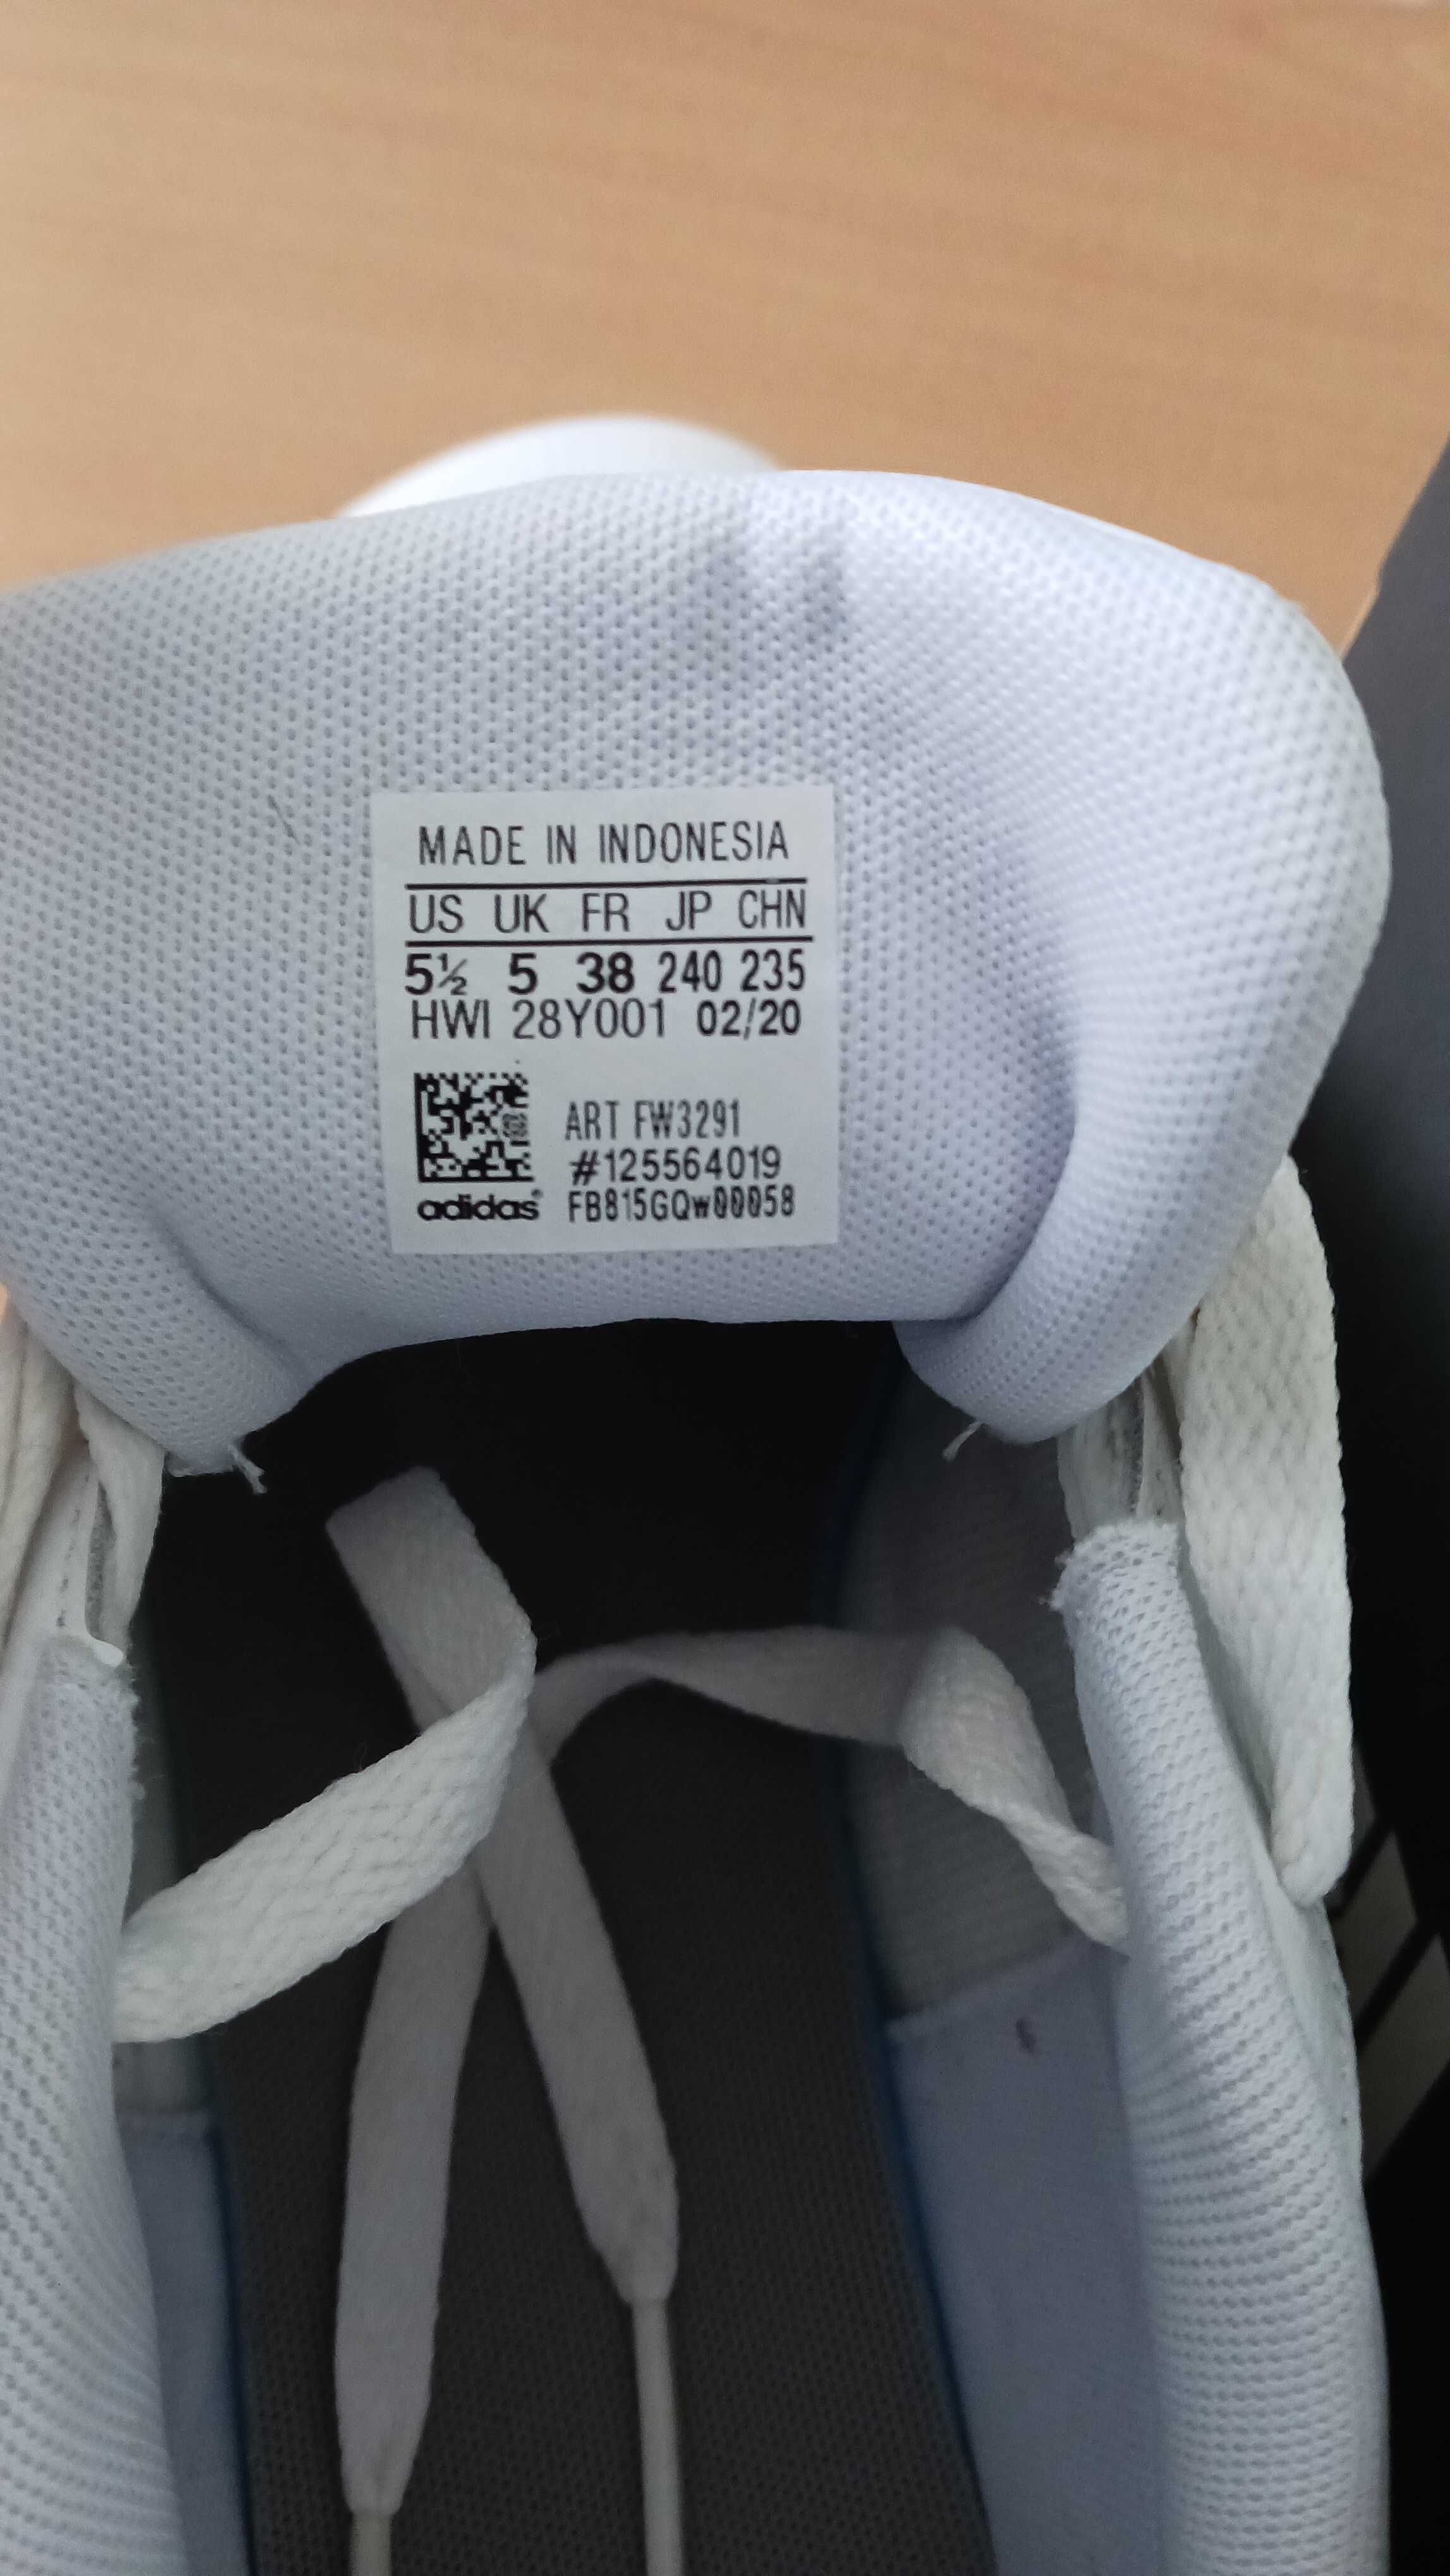 MADE IN INDONESIA
US UK FR JP CHN
5½ 5 38 240 235
HWI 28Y001 02/20
ART FW3291
#125564019
adidas® FB815GQw00058